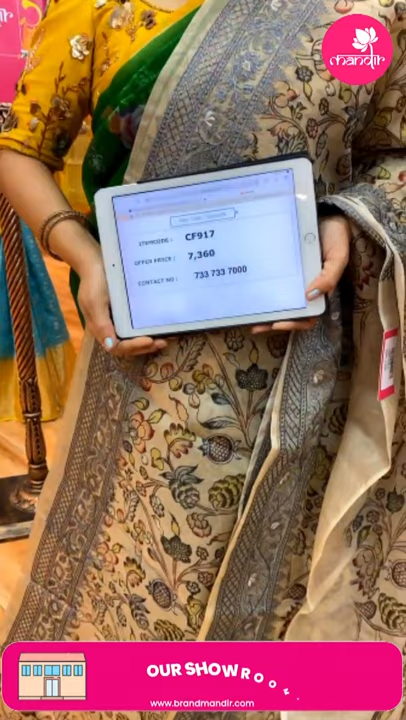 mandir
ITEMCODE : CF917
OFFER PRICE : 7,360
CONTACT NO : 733 733 7000
OUR SHOWROOM
www.brandmandir.com